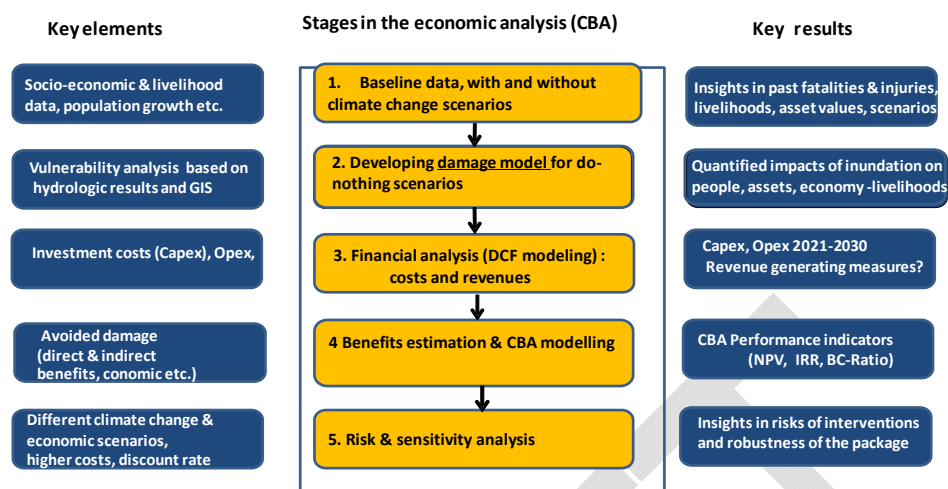 Key elements
Stages in the economic analysis (CBA)
Key results
Socio-economic & livelihood
data, population growth etc.
1. Baseline data, with and without
climate change scenarios
Insights in past fatalities & injuries,
livelihoods, asset values, scenarios
Vulnerability analysis based on
hydrologic results and GIS
2. Developing damage model for do-
nothing scenarios
Quantified impacts of inundation on
people, assets, economy -livelihoods
Investment costs (Capex), Opex,
3. Financial analysis (DCF modeling) :
costs and revenues
Capex, Opex 2021-2030
Revenue generating measures?
Avoided damage
(direct & indirect
benefits, conomic etc.)
4 Benefits estimation & CBA modelling
CBA Performance indicators
(NPV, IRR, BC-Ratio)
Different climate change &
economic scenarios,
higher costs, discount rate
5. Risk & sensitivity analysis
Insights in risks of interventions
and robustness of the package